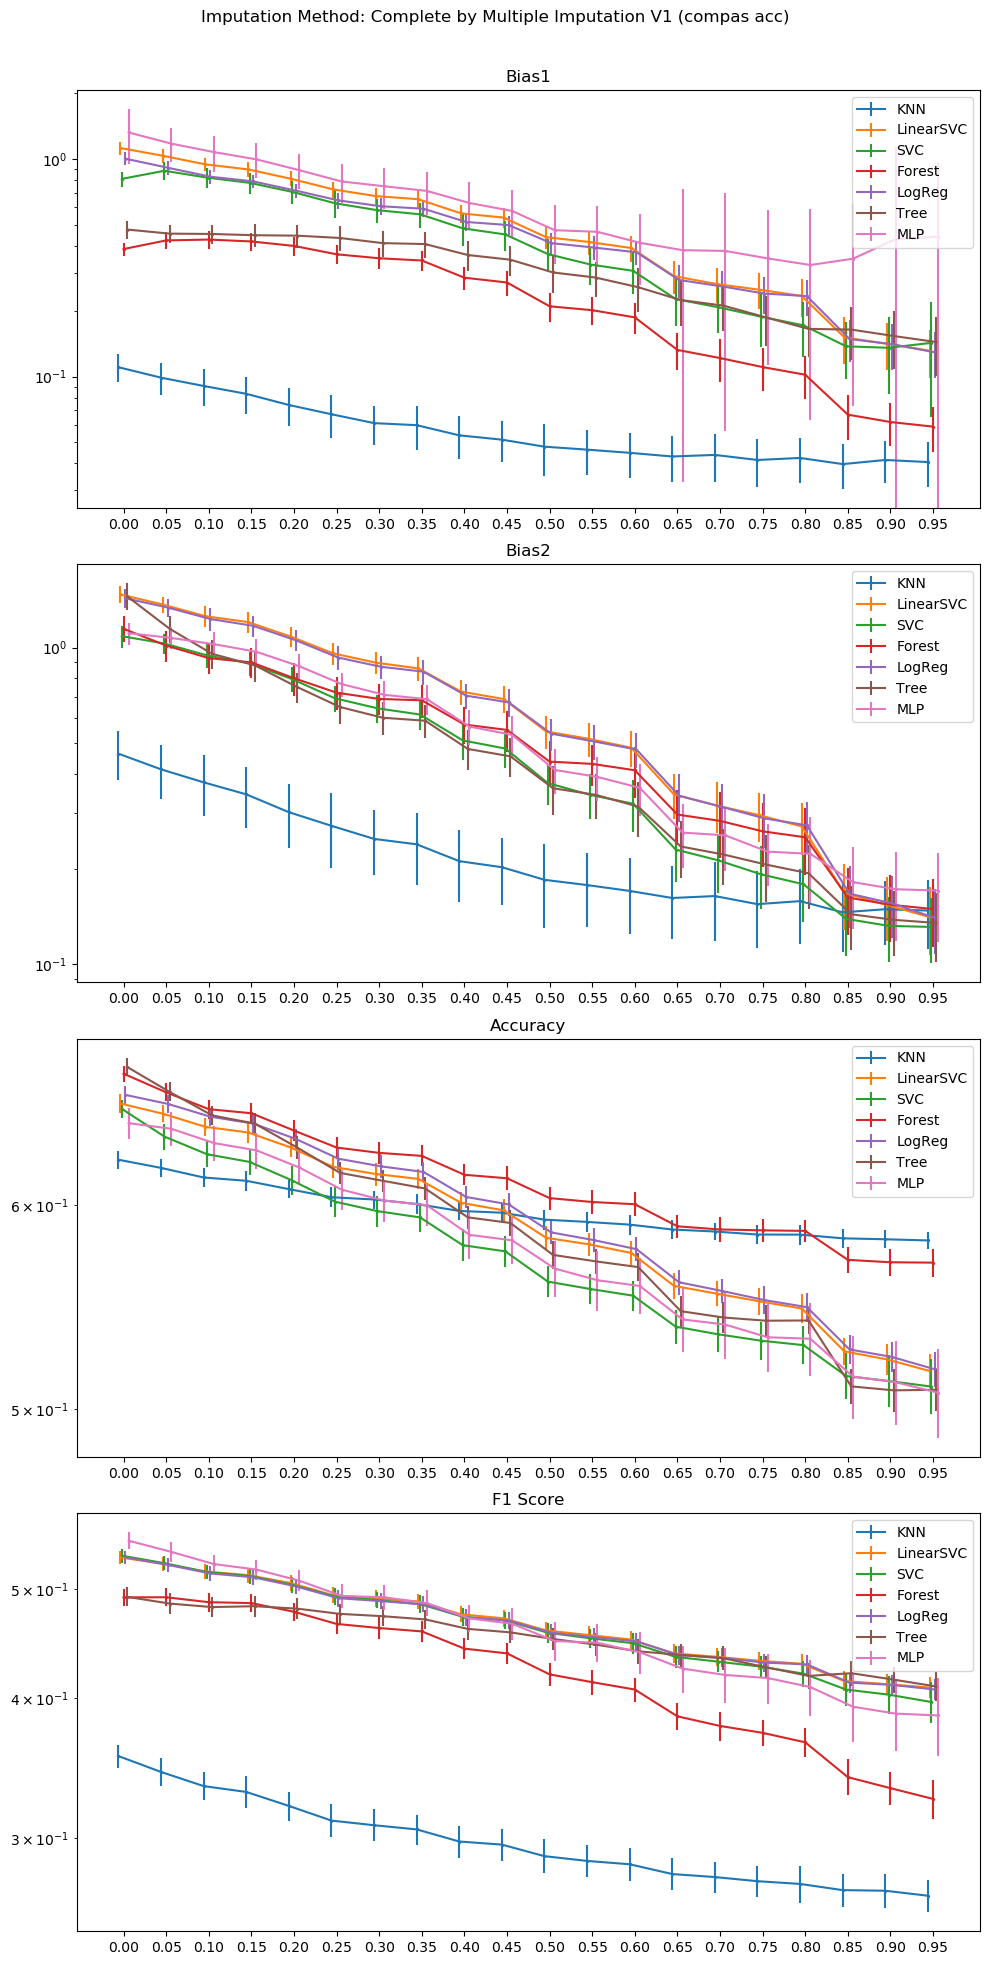 Imputation Method: Complete by Multiple Imputation V1 (compas acc)
Bias1
10⁰
10⁻¹
KNN
LinearSVC
SVC
Forest
LogReg
Tree
MLP
0.00 0.05 0.10 0.15 0.20 0.25 0.30 0.35 0.40 0.45 0.50 0.55 0.60 0.65 0.70 0.75 0.80 0.85 0.90 0.95
Bias2
10⁰
10⁻¹
KNN
LinearSVC
SVC
Forest
LogReg
Tree
MLP
0.00 0.05 0.10 0.15 0.20 0.25 0.30 0.35 0.40 0.45 0.50 0.55 0.60 0.65 0.70 0.75 0.80 0.85 0.90 0.95
Accuracy
6 × 10⁻¹
5 × 10⁻¹
KNN
LinearSVC
SVC
Forest
LogReg
Tree
MLP
0.00 0.05 0.10 0.15 0.20 0.25 0.30 0.35 0.40 0.45 0.50 0.55 0.60 0.65 0.70 0.75 0.80 0.85 0.90 0.95
F1 Score
5 × 10⁻¹
4 × 10⁻¹
3 × 10⁻¹
KNN
LinearSVC
SVC
Forest
LogReg
Tree
MLP
0.00 0.05 0.10 0.15 0.20 0.25 0.30 0.35 0.40 0.45 0.50 0.55 0.60 0.65 0.70 0.75 0.80 0.85 0.90 0.95